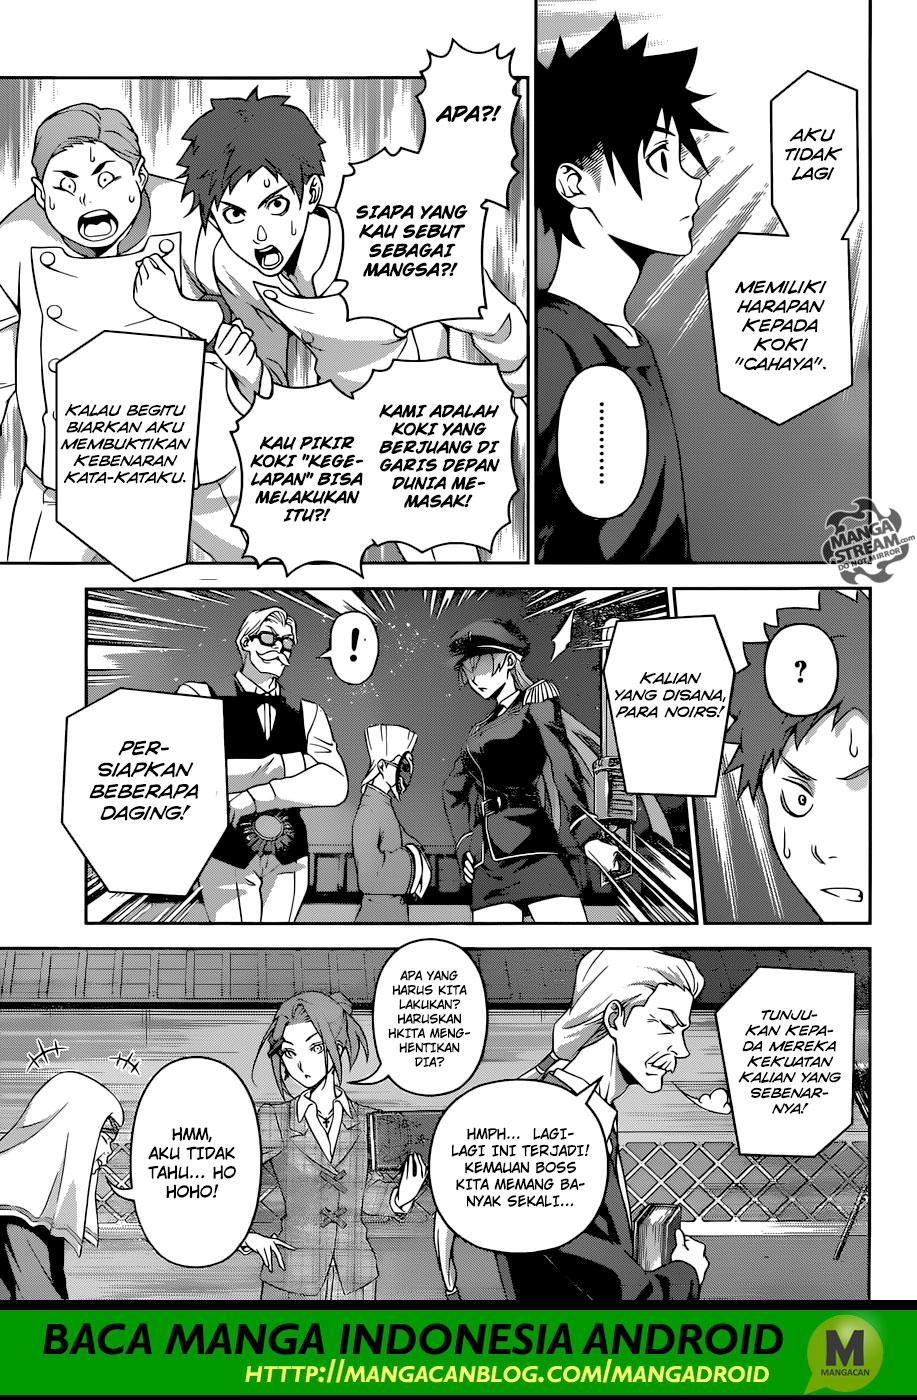 AKU
TIDAK
LAGI
MEMILIKI
HARAPAN
KEPADA
KOKI
"CAHAYA".
..........
APA?!
SIAPA YANG
KAU SEBUT
SEBAGAI
MANGSA?!
KAMI ADALAH
KOKI YANG
BERJUANG DI
GARIS DEPAN
DUNIA ME-
MASAK!
KAU PIKIR
KOKI "KEGE-
LAPAN" BISA
MELAKUKAN
ITU?!
KALAU BEGITU
BIARKAN AKU
MEMBUKTIKAN
KEBENARAN
KATA-KATAKU.
MANGA
STREAM.com
DO NOT MIRROR
?
KALIAN
YANG DISANA,
PARA NOIRS!
!
PER-
SIAPKAN
BEBERAPA
DAGING!
TUNJU-
KAN KEPA-
DA MEREKA
KEKUATAN
KALIAN YANG
SEBENAR-
NYA!
HMPH... LAGI-
LAGI INI TERJADI!
KEMAUAN BOSS
KITA MEMANG BA-
NYAK SEKALI...
APA YANG
HARUS KITA
LAKUKAN?
HARUSKAN
HKITA MENG-
HENTIKAN
DIA?
HMM,
AKU TIDAK
TAHU... HO
HOHO!
BACA MANGA INDONESIA ANDROID
HTTTP://MANGACANBLOG.COM/MANGADROID
M
MANGACAN